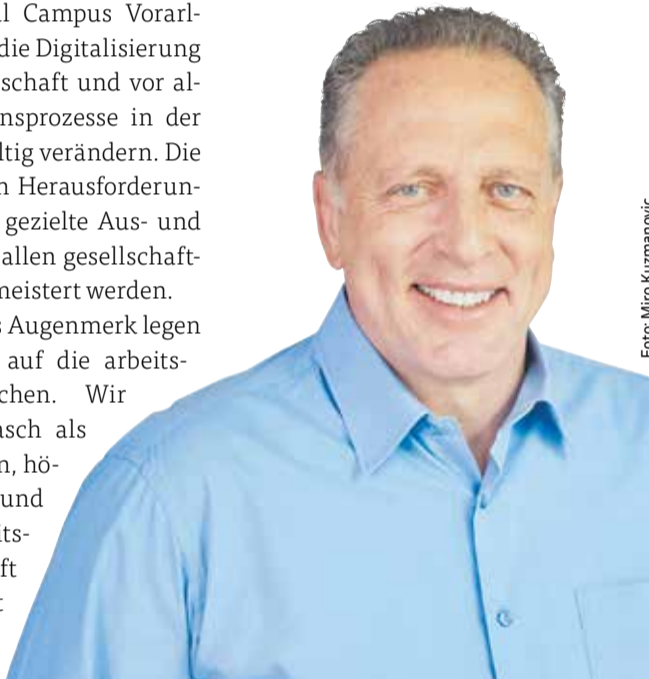 Campus Vorarl-
die Digitalisierung
schaft und vor al-
nsprozesse in der
ltig verändern. Die
n Herausforderun-
gezielte Aus- und
allen gesellschaft-
meistert werden.
s Augenmerk legen
auf die arbeits-
chen. Wir
asch als
n, hö-
und
its-
ft
t
Foto: Miro Kuzmanovic